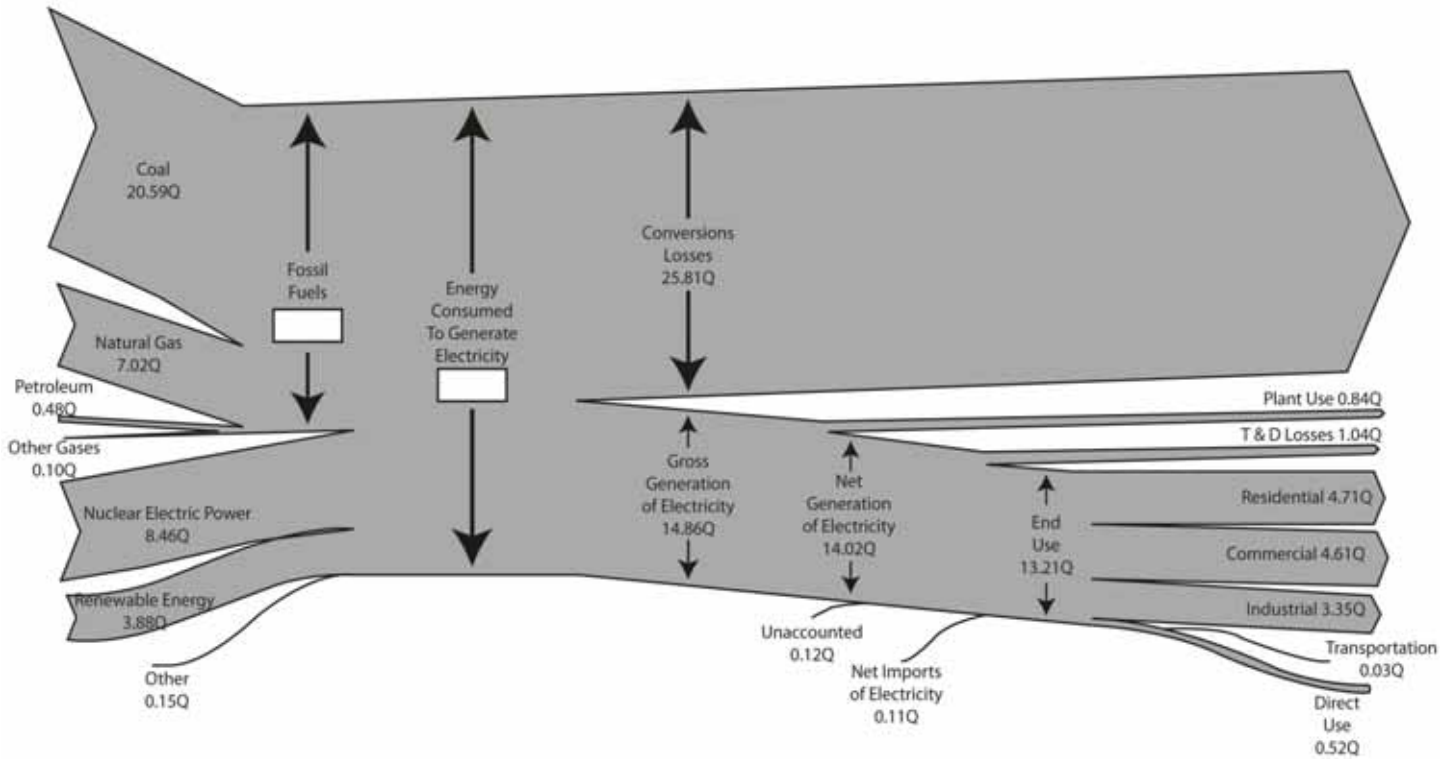 Coal
20.59Q
Natural Gas
7.02Q
Petroleum
0.48Q
Other Gases
0.10Q
Nuclear Electric Power
8.46Q
Renewable Energy
3.88Q
Other
0.15Q
Fossil
Fuels
Energy
Consumed
To Generate
Electricity
Conversions
Losses
25.81Q
Gross
Generation
of Electricity
14.86Q
Net
Generation
of Electricity
14.02Q
End
Use
13.21Q
Unaccounted
0.12Q
Net Imports
of Electricity
0.11Q
Plant Use 0.84Q
T & D Losses 1.04Q
Residential 4.71Q
Commercial 4.61Q
Industrial 3.35Q
Transportation
0.03Q
Direct
Use
0.52Q